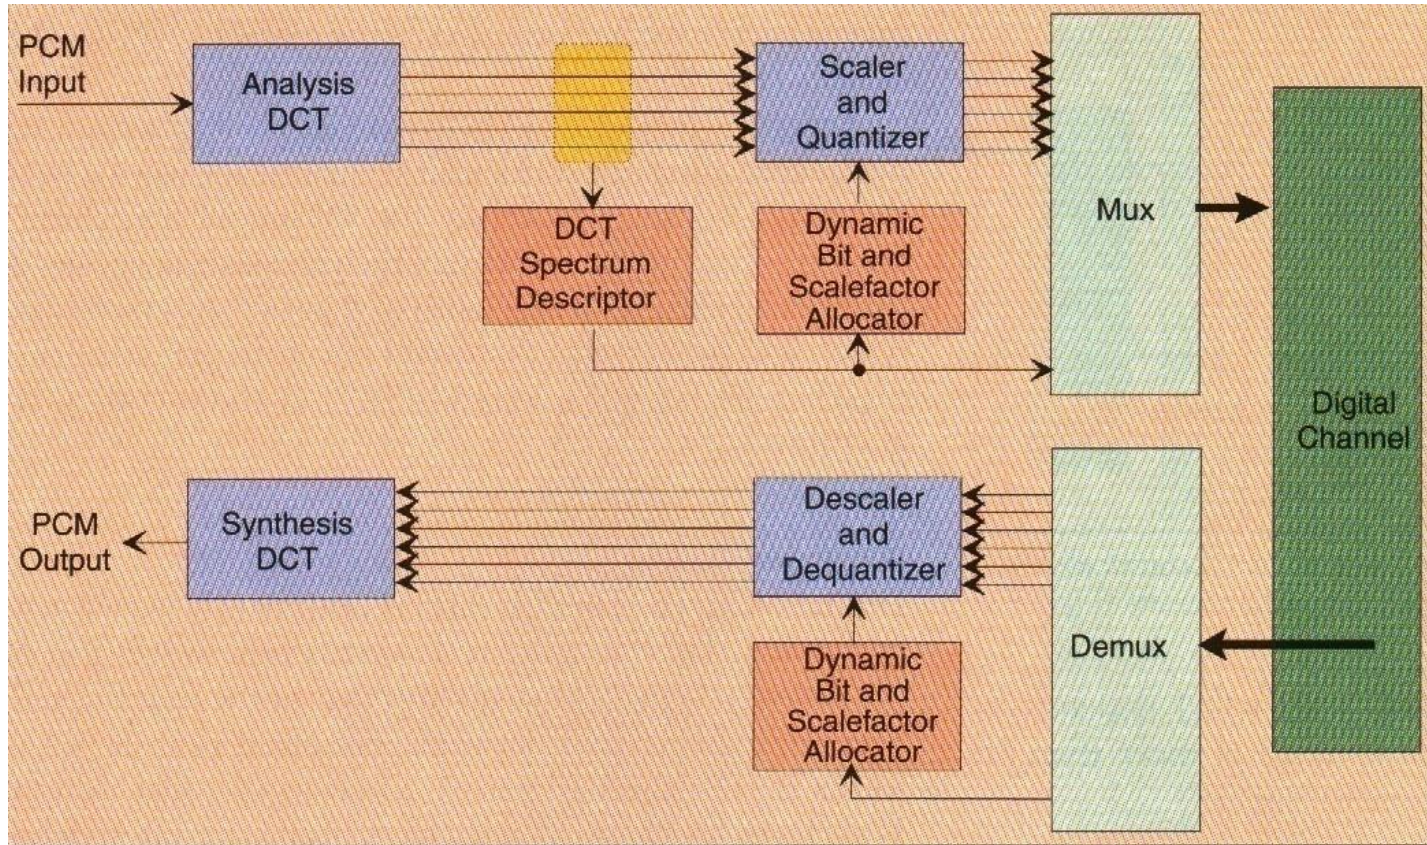 PCM
Input
Analysis
DCT
Scaler
and
Quantizer
Mux
DCT
Spectrum
Descriptor
Dynamic
Bit and
Scalefactor
Allocator
Digital
Channel
PCM
Output
Synthesis
DCT
Descaler
and
Dequantizer
Demux
Dynamic
Bit and
Scalefactor
Allocator